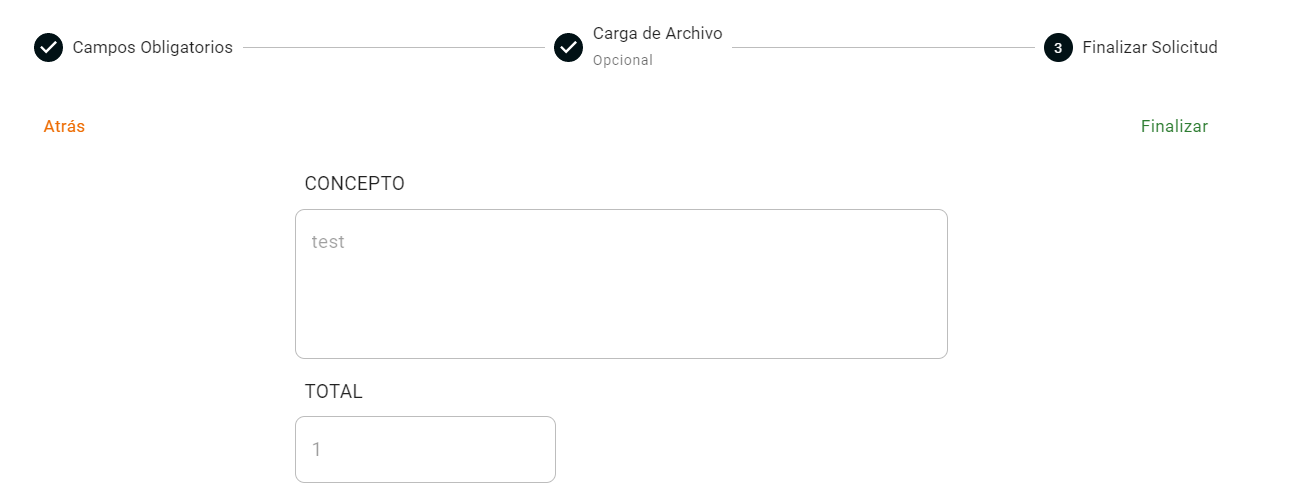 Campos Obligatorios
Carga de Archivo
Opcional
3 Finalizar Solicitud
Atrás
Finalizar
CONCEPTO
test
TOTAL
1